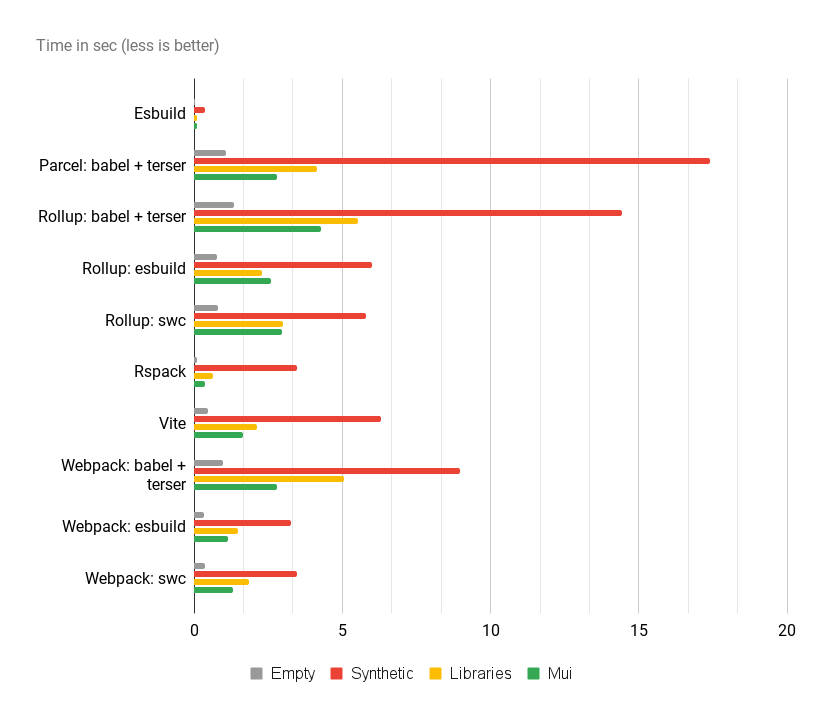 Time in sec (less is better)
Esbuild
Parcel: babel + terser
Rollup: babel + terser
Rollup: esbuild
Rollup: swc
Rspack
Vite
Webpack: babel +
terser
Webpack: esbuild
Webpack: swc
0 5 10 15 20
Empty Synthetic Libraries Mui